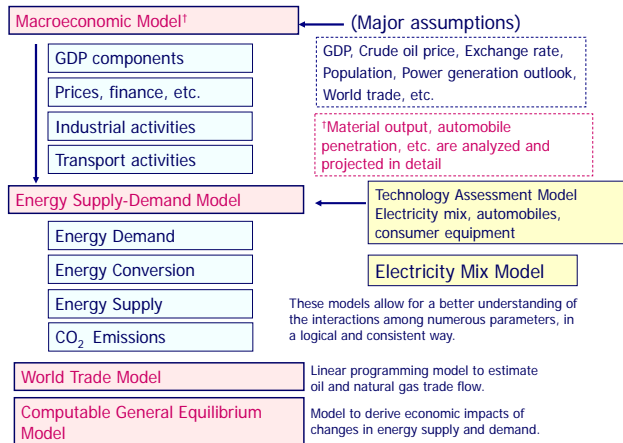 Macroeconomic Model†
(Major assumptions)
GDP components
Prices, finance, etc.
Industrial activities
Transport activities
GDP, Crude oil price, Exchange rate,
Population, Power generation outlook,
World trade, etc.
†Material output, automobile
penetration, etc. are analyzed and
projected in detail
Energy Supply-Demand Model
Technology Assessment Model
Electricity mix, automobiles,
consumer equipment
Energy Demand
Energy Conversion
Energy Supply
CO₂ Emissions
Electricity Mix Model
These models allow for a better understanding of
the interactions among numerous parameters, in
a logical and consistent way.
World Trade Model
Linear programming model to estimate
oil and natural gas trade flow.
Computable General Equilibrium
Model
Model to derive economic impacts of
changes in energy supply and demand.